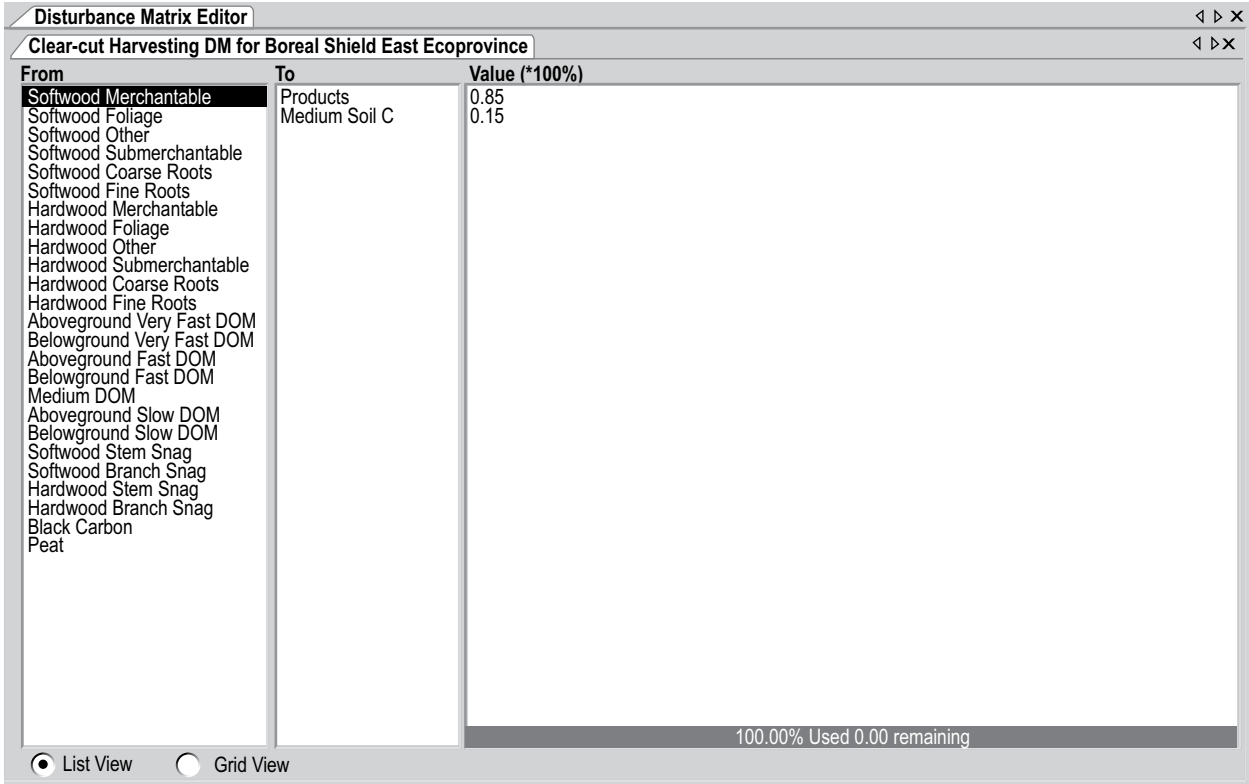 Disturbance Matrix Editor
Clear-cut Harvesting DM for Boreal Shield East Ecoprovince
From To Value (*100%)
Softwood Merchantable Products 0.85
Softwood Foliage Medium Soil C 0.15
Softwood Other
Softwood Submerchantable
Softwood Coarse Roots
Softwood Fine Roots
Hardwood Merchantable
Hardwood Foliage
Hardwood Other
Hardwood Submerchantable
Hardwood Coarse Roots
Hardwood Fine Roots
Aboveground Very Fast DOM
Belowground Very Fast DOM
Aboveground Fast DOM
Belowground Fast DOM
Medium DOM
Aboveground Slow DOM
Belowground Slow DOM
Softwood Stem Snag
Softwood Branch Snag
Hardwood Stem Snag
Hardwood Branch Snag
Black Carbon
Peat
100.00% Used 0.00 remaining
List View Grid View